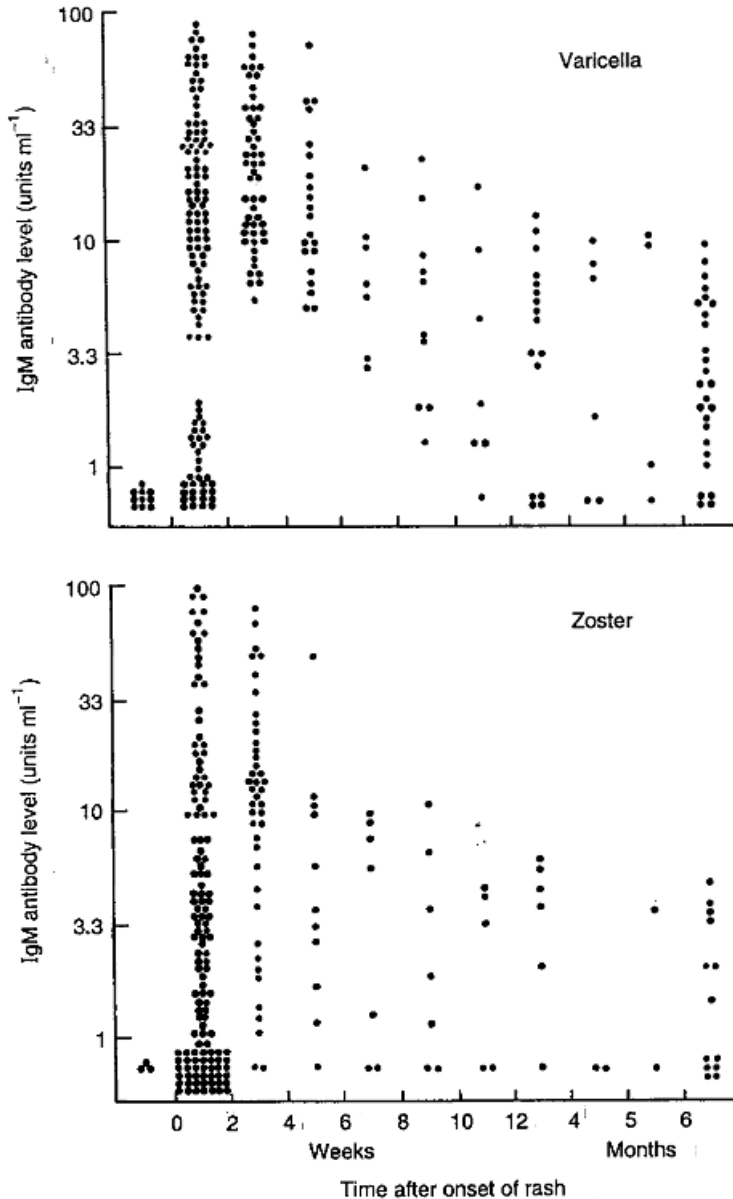 100
Varicella
33
10
3.3
1
IgM antibody level (units ml⁻¹)
100
Zoster
33
10
3.3
1
IgM antibody level (units ml⁻¹)
0 2 4 6 8 10 12 4 5 6
Weeks Months
Time after onset of rash